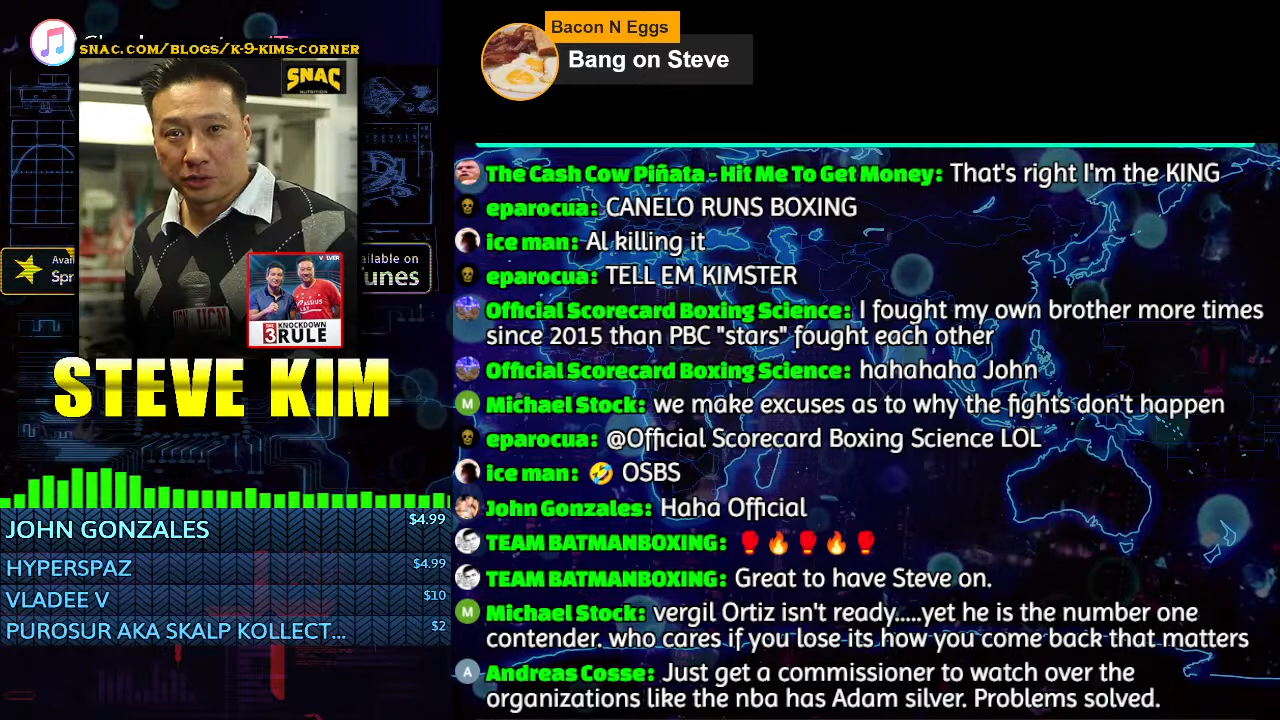 SNAC.COM/BLOGS/K-9-KIMS-CORNER
SNAC
NUTRITION
Avai
Spr
ailable on
unes
UCN UCN
KNOCKDOWN
3 RULE
STEVE KIM
JOHN GONZALES $4.99
HYPERSPAZ $4.99
VLADEE V $10
PUROSUR AKA SKALP KOLLECT... $2
Bacon N Eggs
Bang on Steve
The Cash Cow Piñata - Hit Me To Get Money: That's right I'm the KING
eparocua: CANELO RUNS BOXING
ice man: Al killing it
eparocua: TELL EM KIMSTER
Official Scorecard Boxing Science: I fought my own brother more times
since 2015 than PBC "stars" fought each other
Official Scorecard Boxing Science: hahahaha John
M Michael Stock: we make excuses as to why the fights don't happen
eparocua: @Official Scorecard Boxing Science LOL
ice man: 🤣 OSBS
John Gonzales: Haha Official
TEAM BATMANBOXING: 🥊🔥🥊🔥🥊
TEAM BATMANBOXING: Great to have Steve on.
M Michael Stock: vergil Ortiz isn't ready.....yet he is the number one
contender. who cares if you lose its how you come back that matters
A Andreas Cosse: Just get a commissioner to watch over the
organizations like the nba has Adam silver. Problems solved.